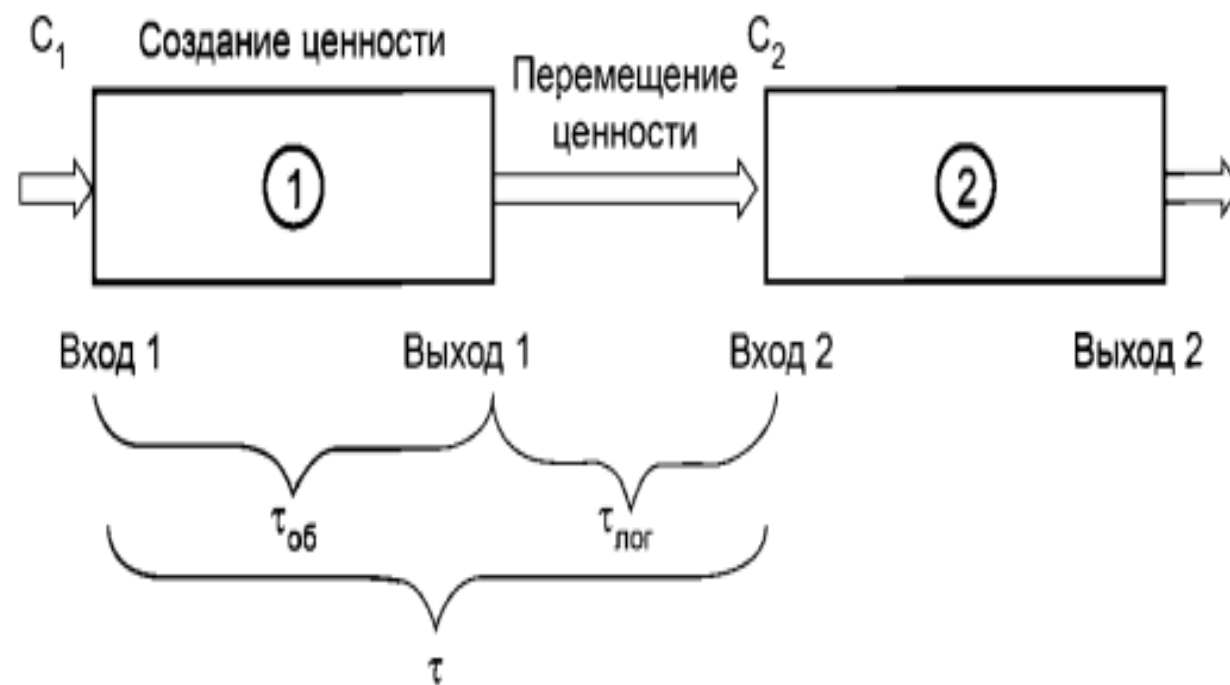 C₁ Создание ценности C₂
Перемещение
ценности
1 2
Вход 1 Выход 1 Вход 2 Выход 2
τоб τлог
τ